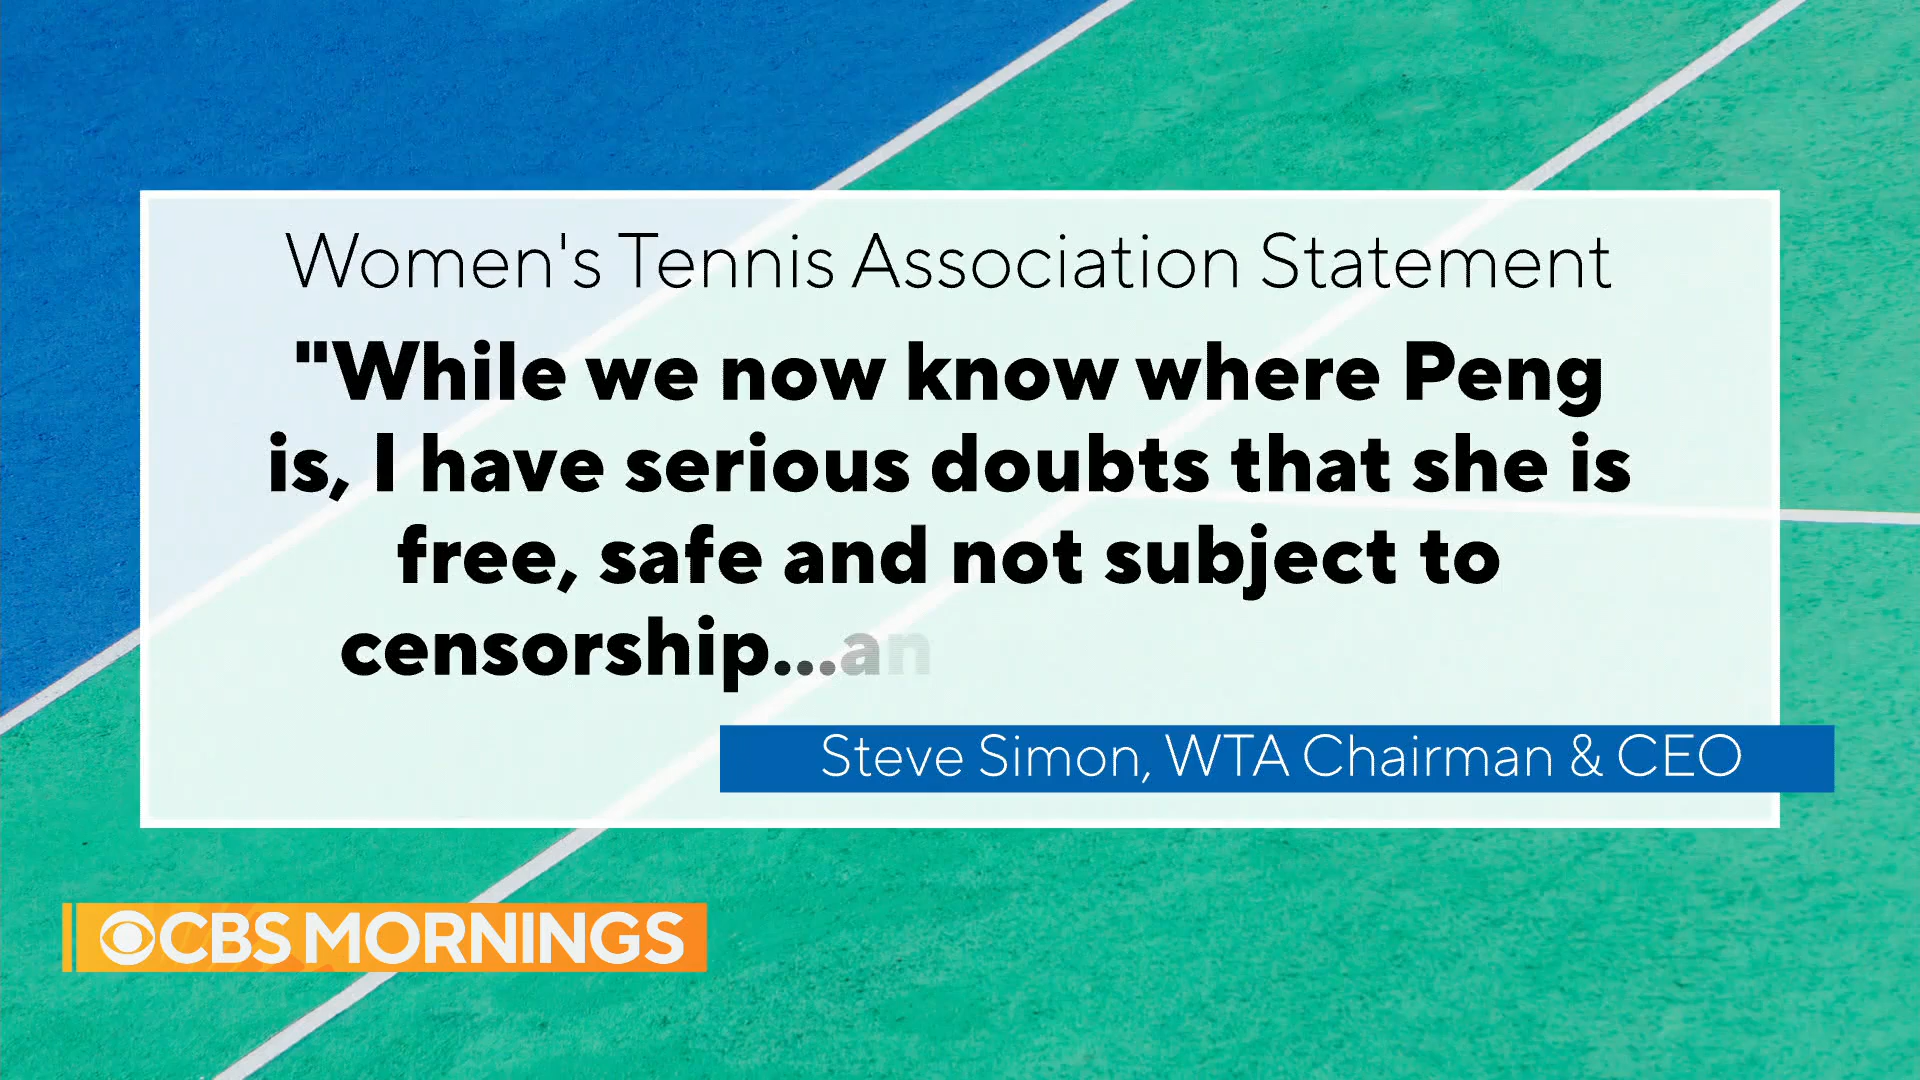 Women's Tennis Association Statement
"While we now know where Peng
is, I have serious doubts that she is
free, safe and not subject to
censorship...an
Steve Simon, WTA Chairman & CEO
CBS MORNINGS